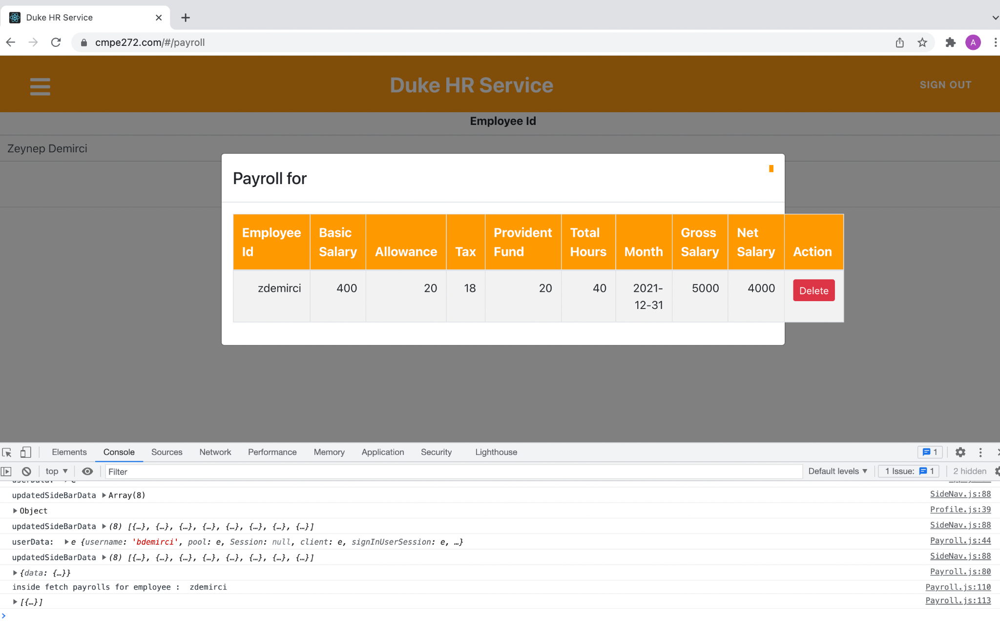 Duke HR Service
cmpe272.com/#/payroll
A
Duke HR Service
SIGN OUT
Employee Id
Zeynep Demirci
Payroll for
Employee Id Basic Salary Allowance Tax Provident Fund Total Hours Month Gross Salary Net Salary Action
zdemirci 400 20 18 20 40 2021-12-31 5000 4000 Delete
Elements Console Sources Network Performance Memory Application Security Lighthouse 1
top Filter Default levels 1 Issue: 1 2 hidden
updatedSideBarData Array(8) SideNav.js:88
Object Profile.js:39
updatedSideBarData (8) [{…}, {…}, {…}, {…}, {…}, {…}, {…}, {…}] SideNav.js:88
userData: e {username: 'bdemirci', pool: e, Session: null, client: e, signInUserSession: e, …} Payroll.js:44
updatedSideBarData (8) [{…}, {…}, {…}, {…}, {…}, {…}, {…}, {…}] SideNav.js:88
{data: {…}} Payroll.js:80
inside fetch payrolls for employee : zdemirci Payroll.js:110
[{…}] Payroll.js:113